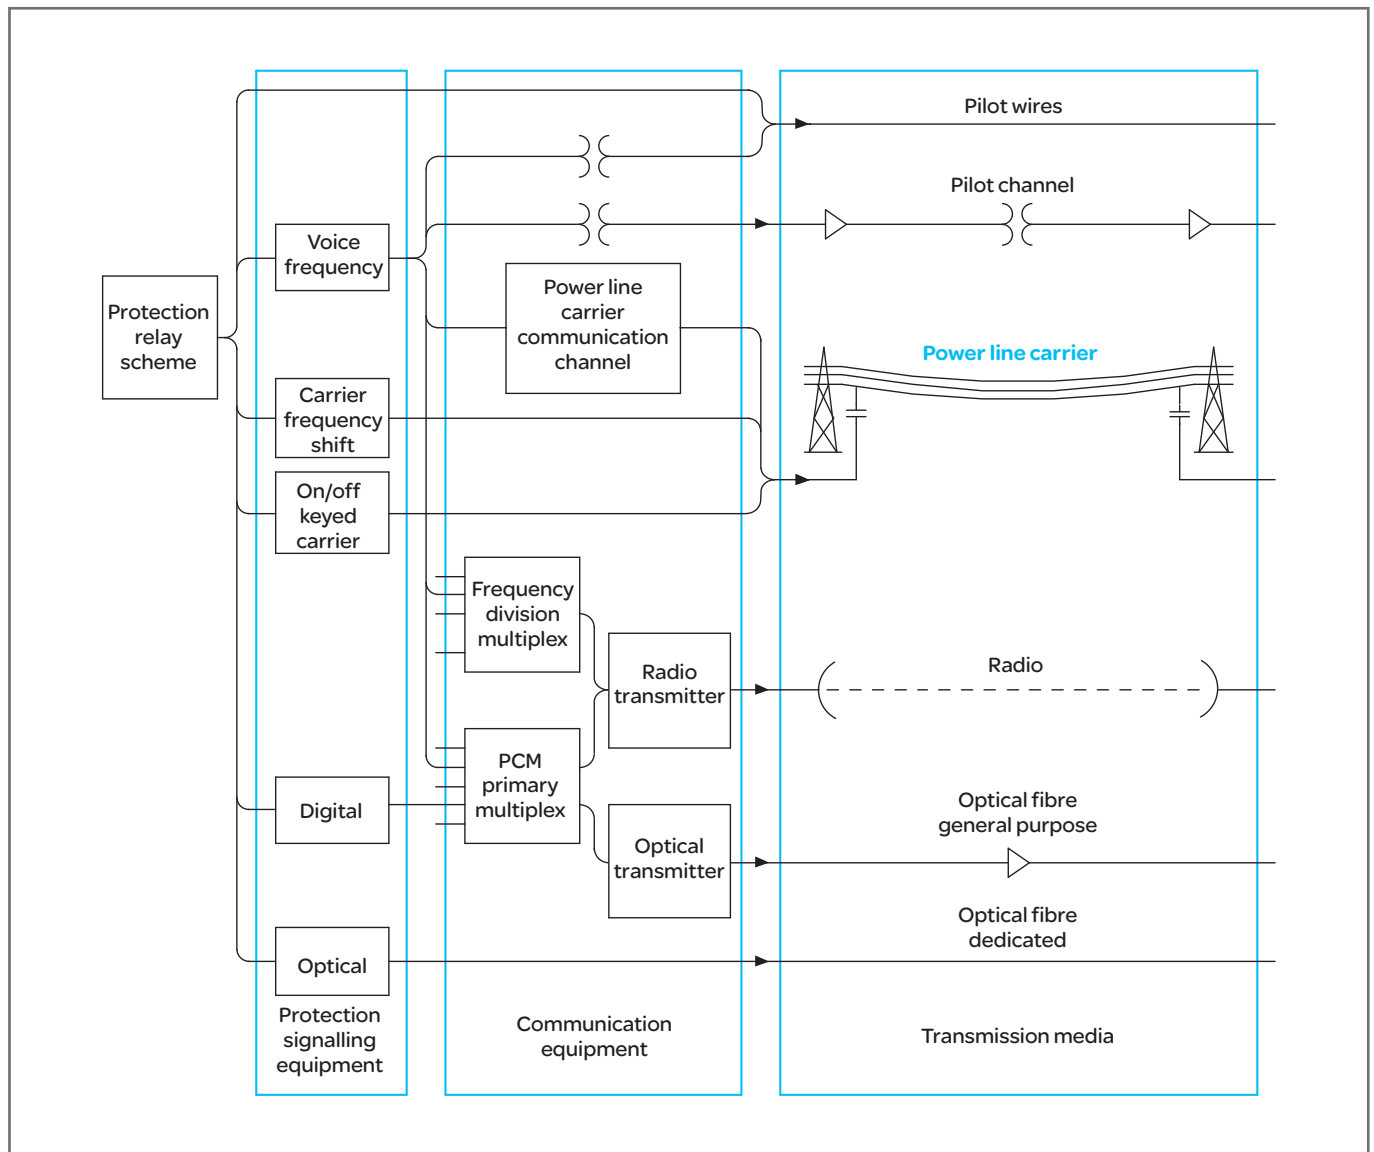 Pilot wires
Pilot channel
Voice
frequency
Power line
carrier
communication
channel
Protection
relay
scheme
Power line carrier
Carrier
frequency
shift
On/off
keyed
carrier
Frequency
division
multiplex
Radio
transmitter
Radio
PCM
primary
multiplex
Digital
Optical fibre
general purpose
Optical
transmitter
Optical fibre
dedicated
Optical
Protection
signalling
equipment
Communication
equipment
Transmission media